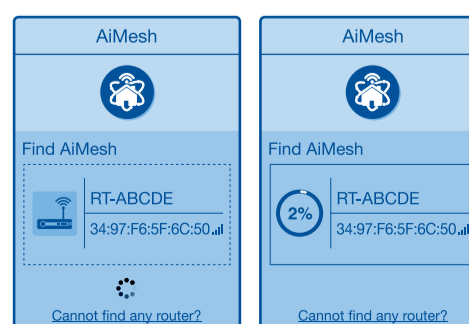 AiMesh
Find AiMesh
RT-ABCDE
34:97:F6:5F:6C:50
Cannot find any router?
AiMesh
Find AiMesh
2%
RT-ABCDE
34:97:F6:5F:6C:50
Cannot find any router?